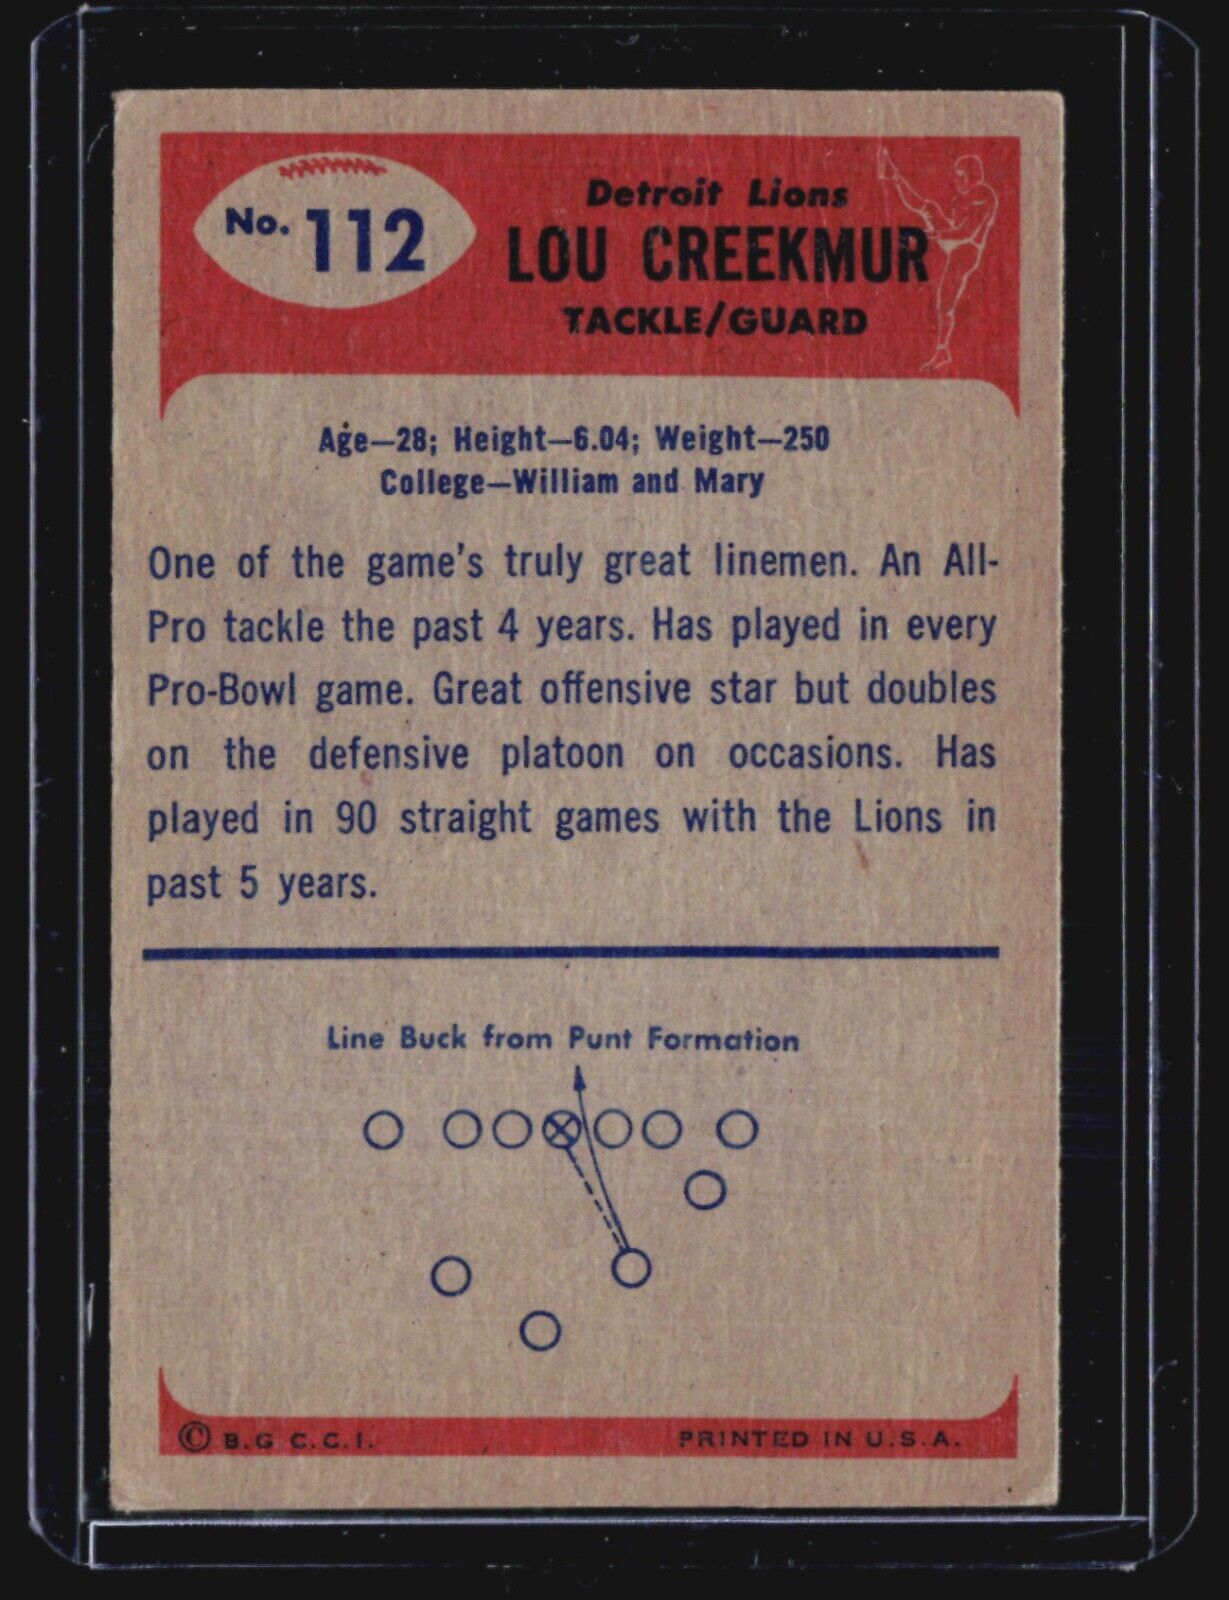 No. 112
Detroit Lions
LOU CREEKMUR
TACKLE/GUARD
Age—28; Height—6.04; Weight—250
College—William and Mary
One of the game's truly great linemen. An All-
Pro tackle the past 4 years. Has played in every
Pro-Bowl game. Great offensive star but doubles
on the defensive platoon on occasions. Has
played in 90 straight games with the Lions in
past 5 years.
Line Buck from Punt Formation
© B.G C.C.I.
PRINTED IN U.S.A.